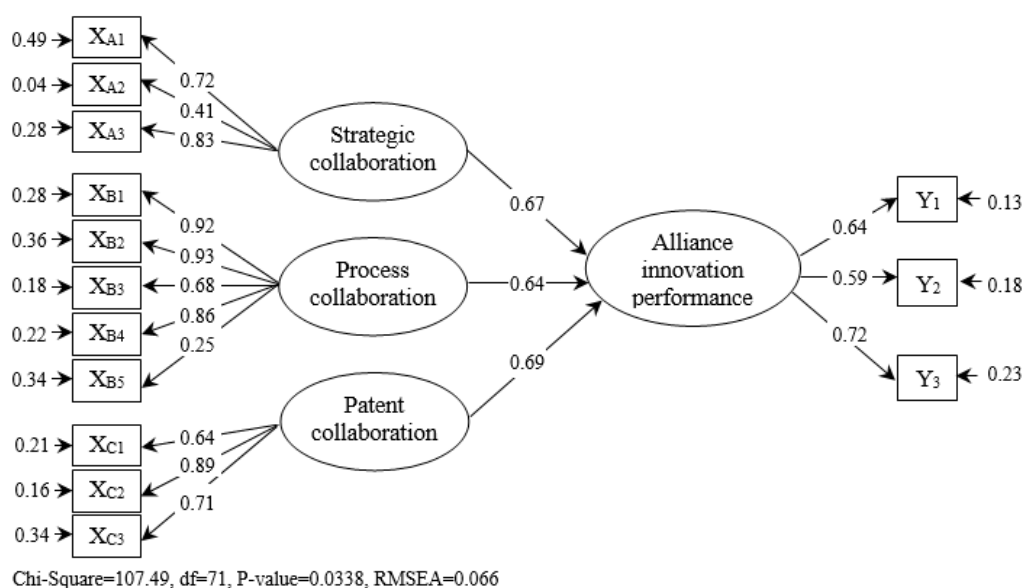 0.49 XA1
0.72
0.04 XA2
0.41
0.28 XA3
0.83
Strategic
collaboration
0.67
0.28 XB1
0.92
0.36 XB2
0.93
0.18 XB3
0.68
0.22 XB4
0.86
0.34 XB5
0.25
Process
collaboration
0.64
0.21 XC1
0.64
0.16 XC2
0.89
0.34 XC3
0.71
Patent
collaboration
0.69
Alliance
innovation
performance
0.64
Y1 0.13
0.59
Y2 0.18
0.72
Y3 0.23
Chi-Square=107.49, df=71, P-value=0.0338, RMSEA=0.066